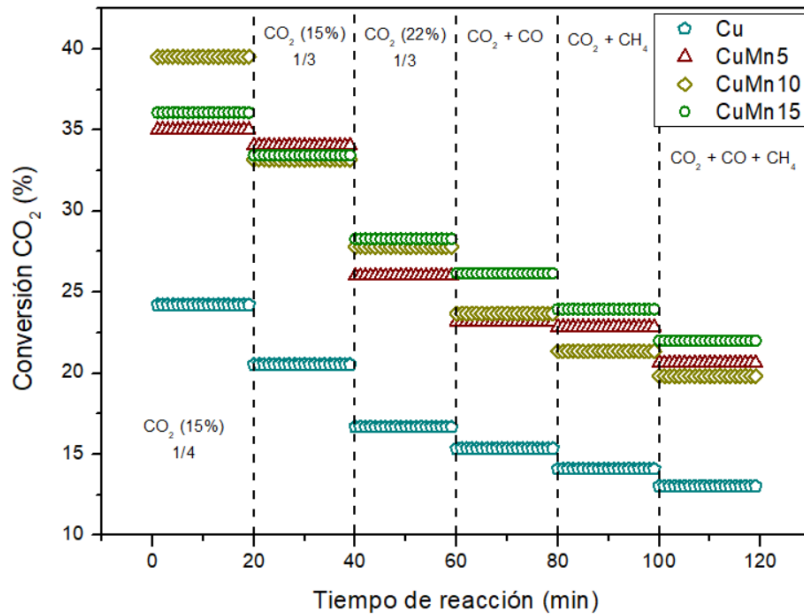 CO₂ (15%)
1/3
CO₂ (22%)
1/3
CO₂ + CO
CO₂ + CH₄
Cu
CuMn5
CuMn10
CuMn15
CO₂ + CO + CH₄
CO₂ (15%)
1/4
Conversión CO₂ (%)
40
35
30
25
20
15
10
0
20
40
60
80
100
120
Tiempo de reacción (min)